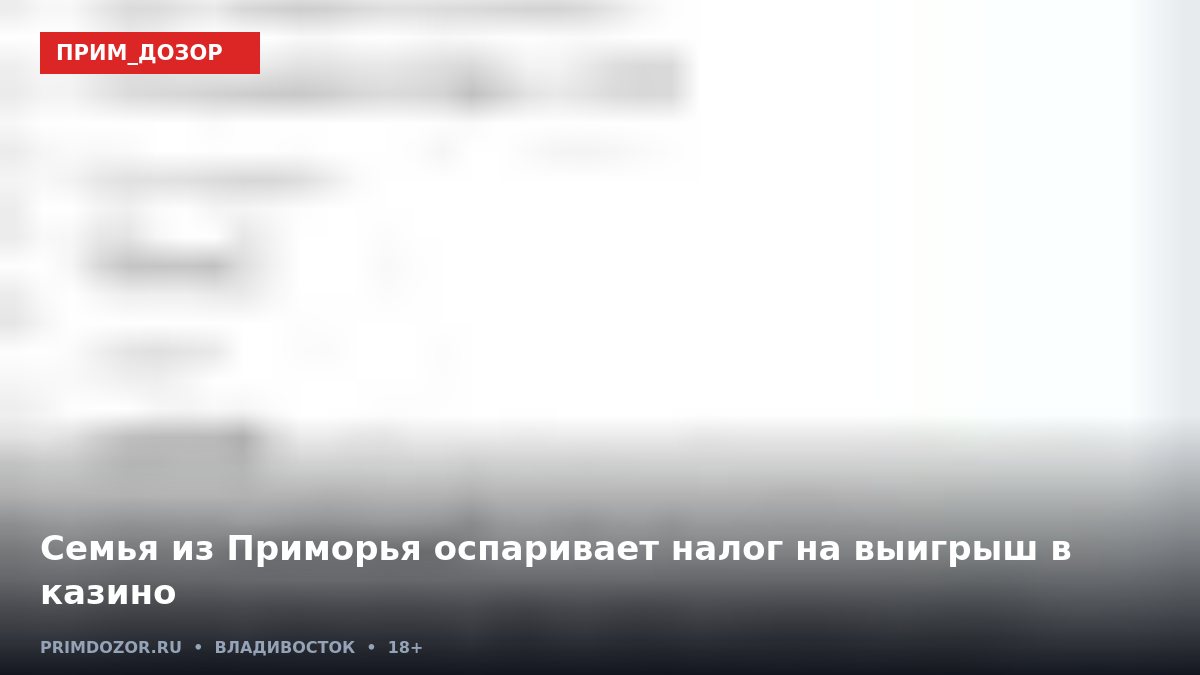 ПРИМ_ДОЗОР
Семья из Приморья оспаривает налог на выигрыш в
казино
PRIMDOZOR.RU • ВЛАДИВОСТОК • 18+